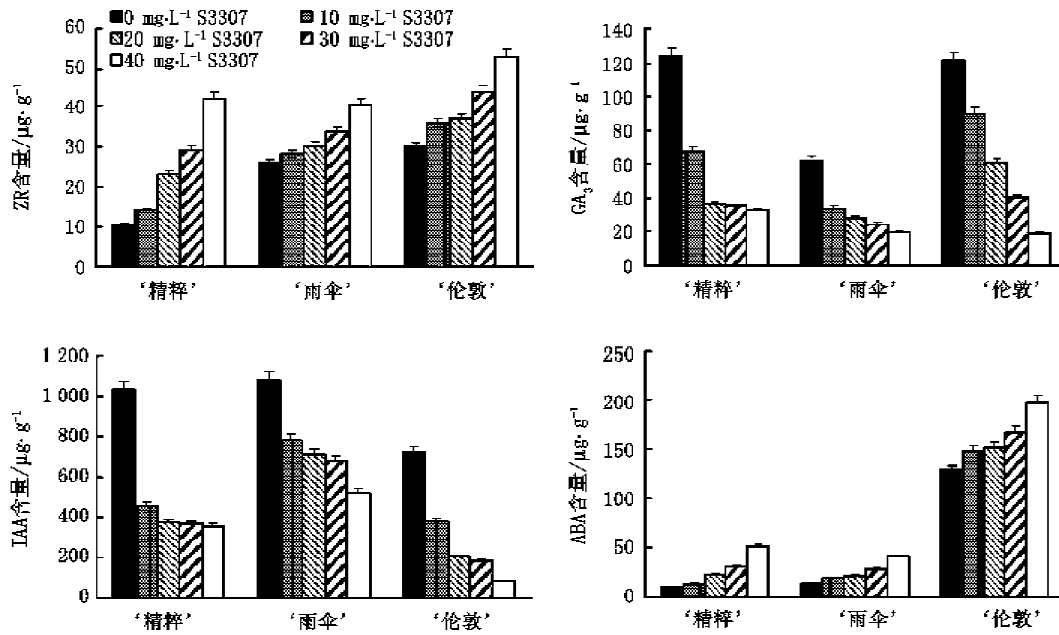 0 mg·L⁻¹ S3307
10 mg·L⁻¹ S3307
20 mg·L⁻¹ S3307
30 mg·L⁻¹ S3307
40 mg·L⁻¹ S3307
ZR含量/μg·g⁻¹
60
50
40
30
20
10
0
‘精粹’ ‘雨伞’ ‘伦敦’
GA₃含量/μg·g⁻¹
140
120
100
80
60
40
20
0
‘精粹’ ‘雨伞’ ‘伦敦’
IAA含量/μg·g⁻¹
1 200
1 000
800
600
400
200
0
‘精粹’ ‘雨伞’ ‘伦敦’
ABA含量/μg·g⁻¹
250
200
150
100
50
0
‘精粹’ ‘雨伞’ ‘伦敦’